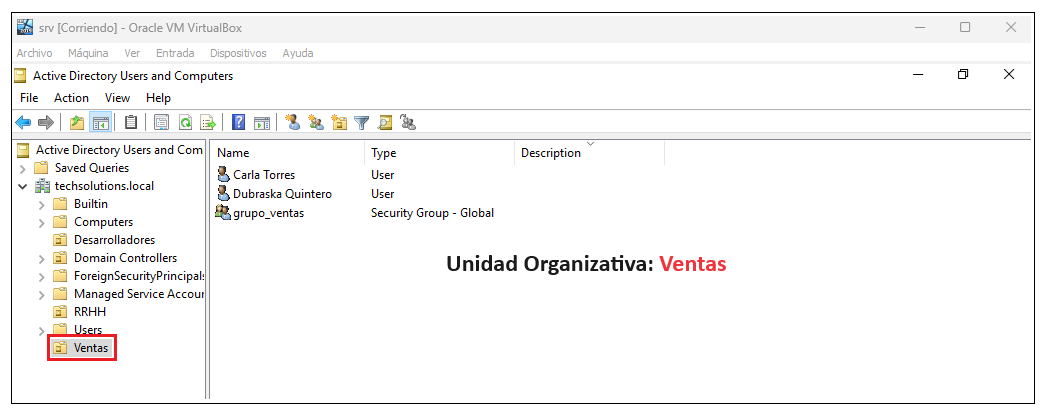 srv [Corriendo] - Oracle VM VirtualBox
Archivo Máquina Ver Entrada Dispositivos Ayuda
Active Directory Users and Computers
File Action View Help
Active Directory Users and Com
Saved Queries
techsolutions.local
Builtin
Computers
Desarrolladores
Domain Controllers
ForeignSecurityPrincipals
Managed Service Accour
RRHH
Users
Ventas
Name Type Description
Carla Torres User
Dubraska Quintero User
grupo_ventas Security Group - Global
Unidad Organizativa: Ventas